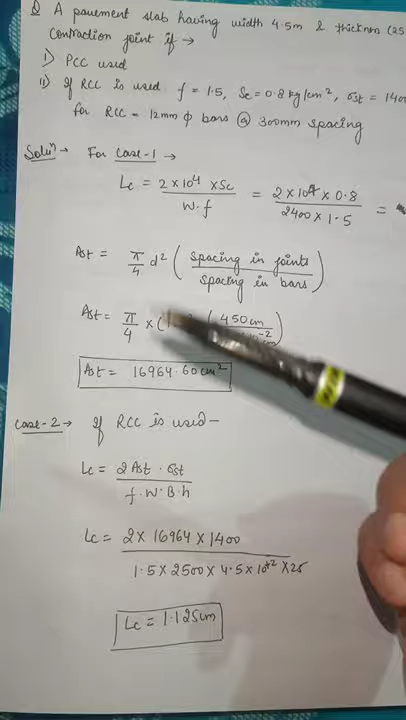 Q A pavement slab having width 4.5m & thickness (25
Contraction joint if →
i) PCC used
ii) If RCC is used f = 1.5, Sc = 0.8 kg/cm², σst = 140
for RCC = 12mm φ bars @ 300mm spacing
Soluⁿ → For Case-1 →
Lc = 2 × 10⁴ × Sc / W.f = 2 × 10⁴ × 0.8 / 2400 × 1.5 =
Ast = π/4 d² ( Spacing in joints / Spacing in bars )
Ast = π/4 × ( 450cm
Ast = 16964.60 cm²
Case-2 → If RCC is used -
Lc = 2 Ast . σst / f . W . B . h
Lc = 2 × 16964 × 1400 / 1.5 × 2500 × 4.5 × 10⁺² × 25
Lc = 1.125cm